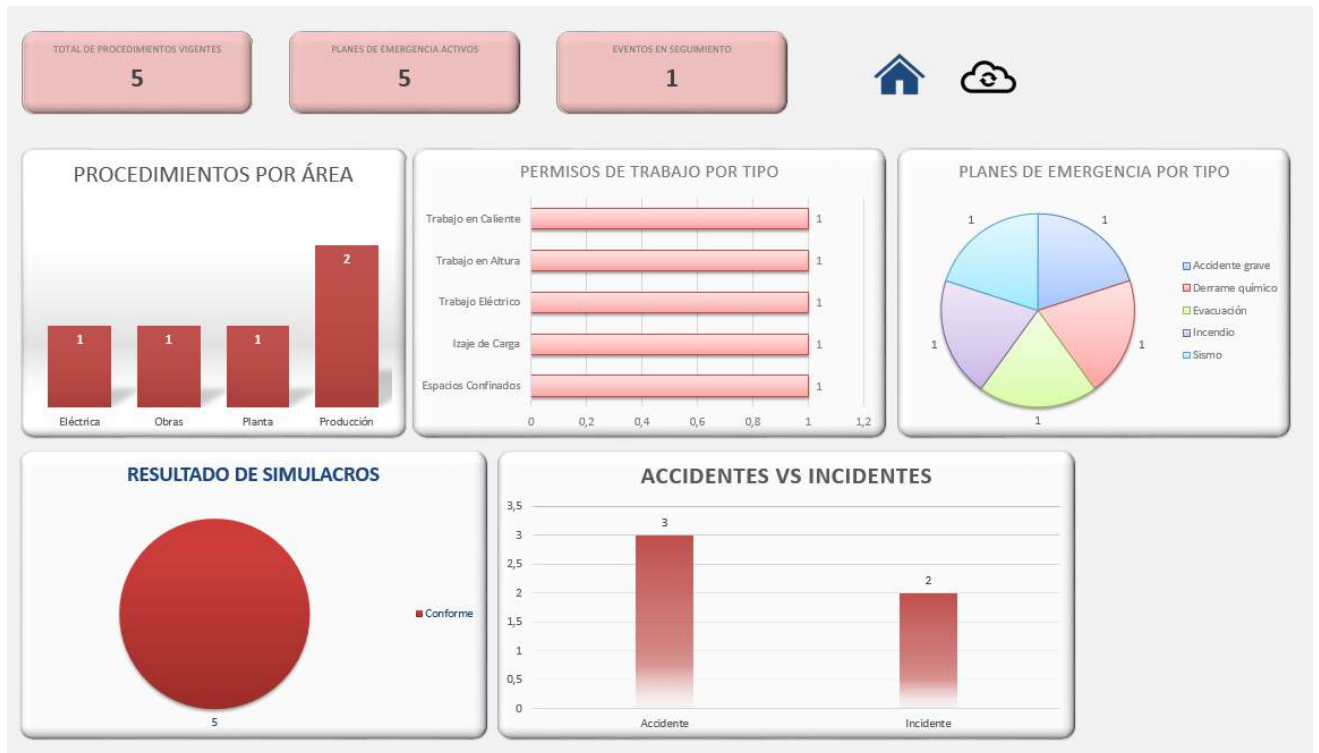 TOTAL DE PROCEDIMIENTOS VIGENTES
5
PLANES DE EMERGENCIA ACTIVOS
5
EVENTOS EN SEGUIMIENTO
1
PROCEDIMIENTOS POR ÁREA
2
1
1
1
Eléctrica
Obras
Planta
Producción
PERMISOS DE TRABAJO POR TIPO
Trabajo en Caliente
1
Trabajo en Altura
1
Trabajo Eléctrico
1
Izaje de Carga
1
Espacios Confinados
1
0
0,2
0,4
0,6
0,8
1
1,2
PLANES DE EMERGENCIA POR TIPO
1
1
1
1
1
Accidente grave
Derrame químico
Evacuación
Incendio
Sismo
RESULTADO DE SIMULACROS
Conforme
5
ACCIDENTES VS INCIDENTES
3,5
3
2,5
2
1,5
1
0,5
0
3
2
Accidente
Incidente